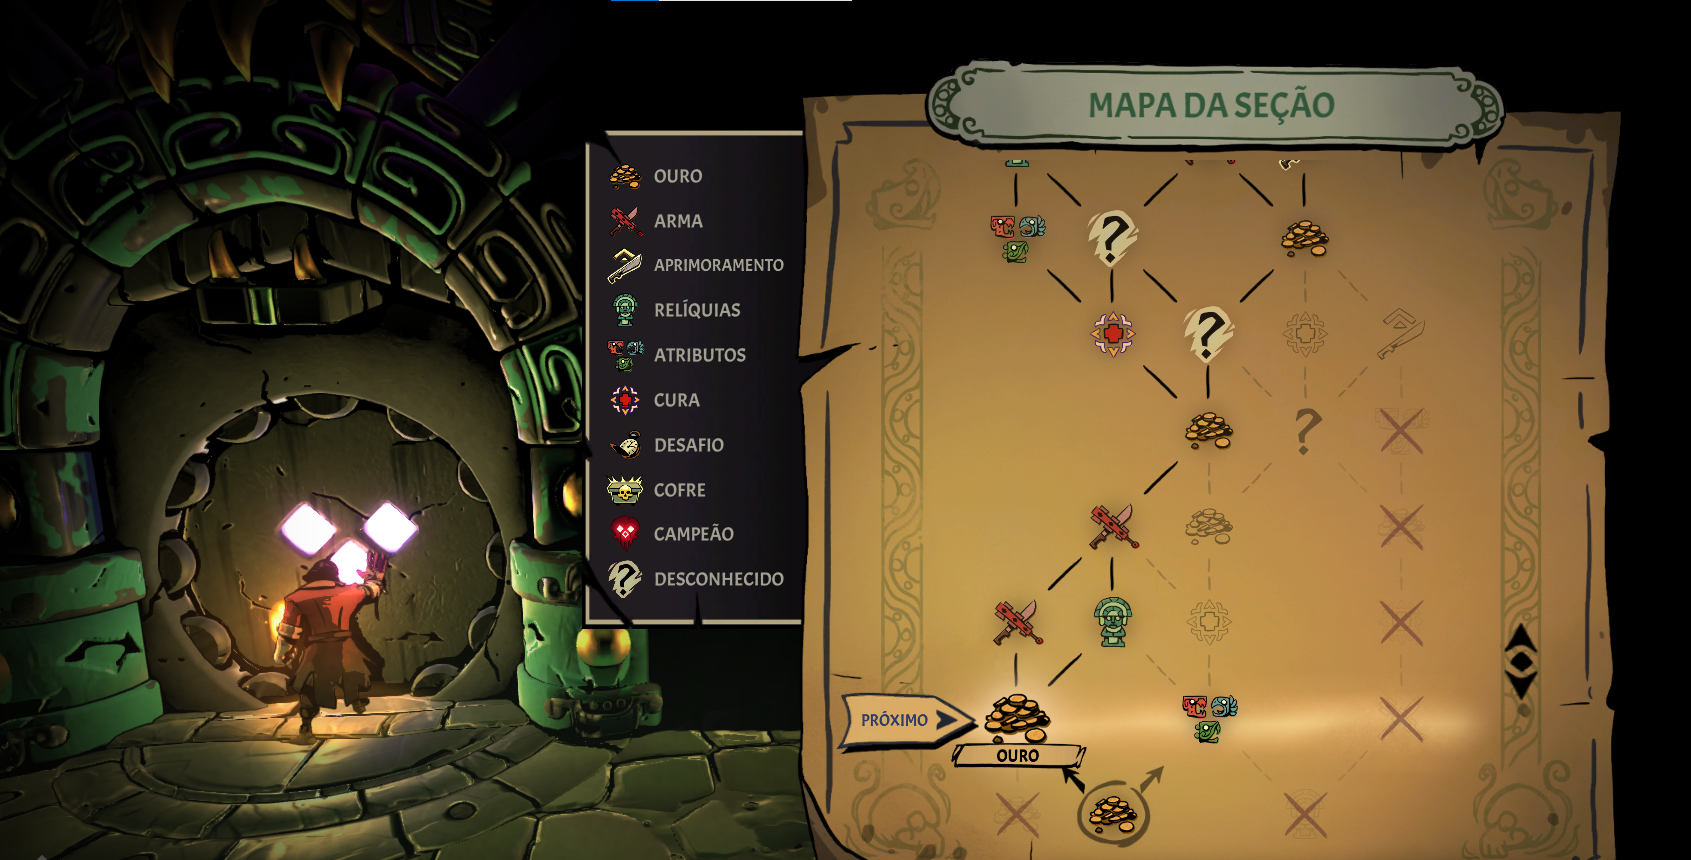 MAPA DA SEÇÃO
OURO
ARMA
APRIMORAMENTO
RELÍQUIAS
ATRIBUTOS
CURA
DESAFIO
COFRE
CAMPEÃO
DESCONHECIDO
?
?
?
PRÓXIMO
OURO